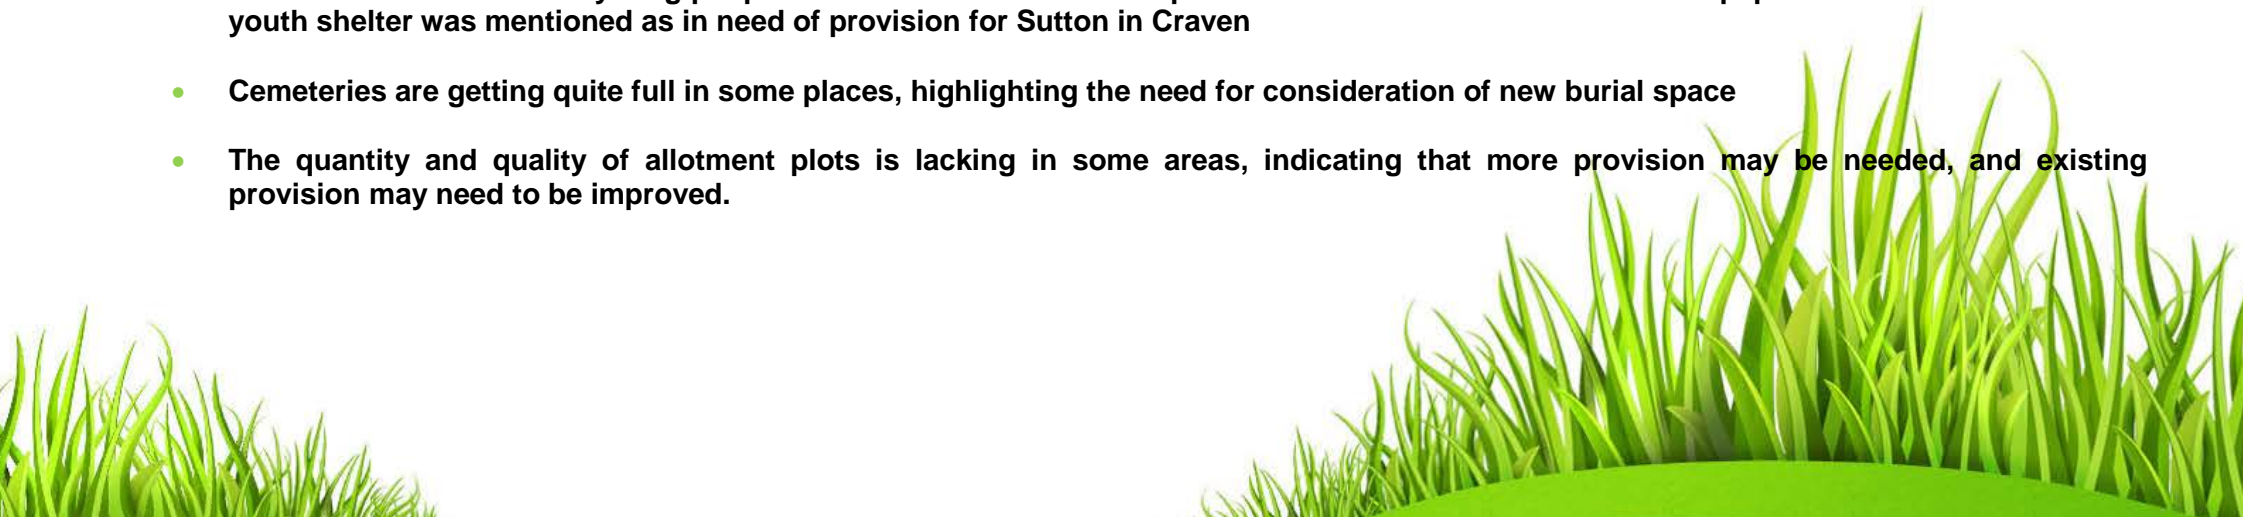 youth shelter was mentioned as in need of provision for Sutton in Craven
• Cemeteries are getting quite full in some places, highlighting the need for consideration of new burial space
• The quantity and quality of allotment plots is lacking in some areas, indicating that more provision may be needed, and existing
provision may need to be improved.